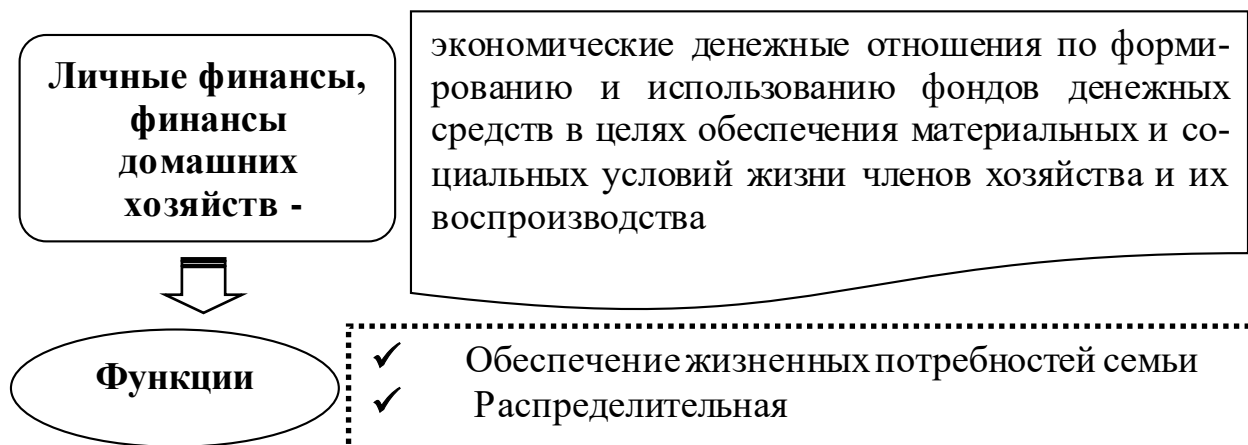 Личные финансы,
финансы
домашних
хозяйств -
экономические денежные отношения по форми-
рованию и использованию фондов денежных
средств в целях обеспечения материальных и со-
циальных условий жизни членов хозяйства и их
воспроизводства
Функции
✓ Обеспечение жизненных потребностей семьи
✓ Распределительная